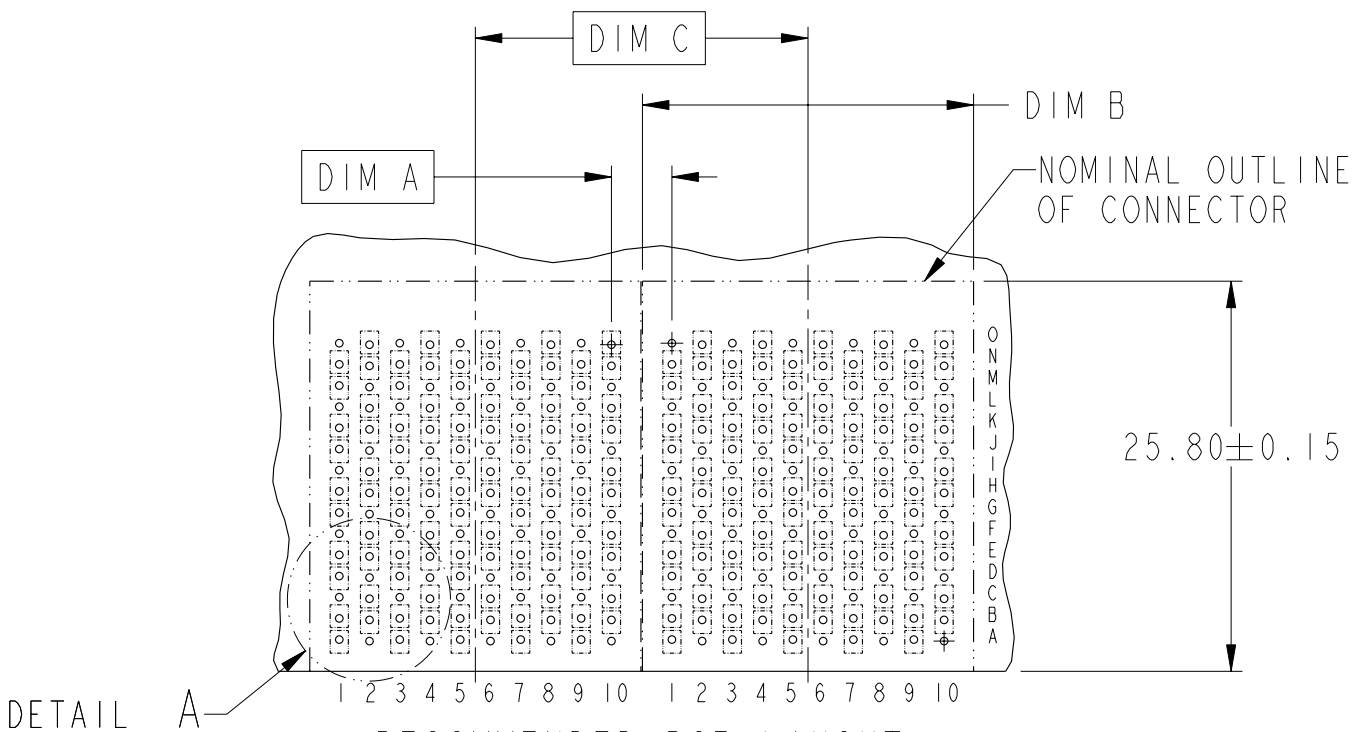 DIM C
DIM B
DIM A
NOMINAL OUTLINE
OF CONNECTOR
O
N
M
L
K
J
I
H
G
F
E
D
C
B
A
25.80±0.15
1 2 3 4 5 6 7 8 9 10 1 2 3 4 5 6 7 8 9 10
DETAIL A